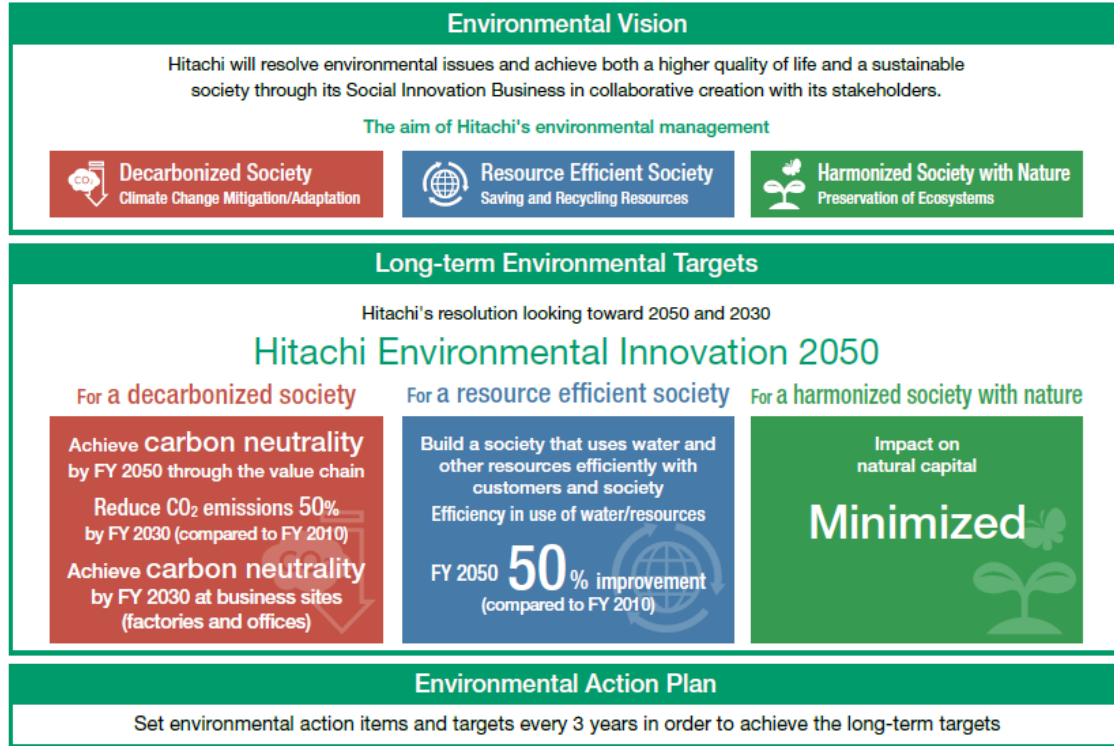 Environmental Vision
Hitachi will resolve environmental issues and achieve both a higher quality of life and a sustainable
society through its Social Innovation Business in collaborative creation with its stakeholders.
The aim of Hitachi's environmental management
CO₂
Decarbonized Society
Climate Change Mitigation/Adaptation
Resource Efficient Society
Saving and Recycling Resources
Harmonized Society with Nature
Preservation of Ecosystems
Long-term Environmental Targets
Hitachi's resolution looking toward 2050 and 2030
Hitachi Environmental Innovation 2050
For a decarbonized society
Achieve carbon neutrality
by FY 2050 through the value chain
Reduce CO₂ emissions 50%
by FY 2030 (compared to FY 2010)
Achieve carbon neutrality
by FY 2030 at business sites
(factories and offices)
CO₂
For a resource efficient society
Build a society that uses water and
other resources efficiently with
customers and society
Efficiency in use of water/resources
FY 2050 50 % improvement
(compared to FY 2010)
For a harmonized society with nature
Impact on
natural capital
Minimized
Environmental Action Plan
Set environmental action items and targets every 3 years in order to achieve the long-term targets